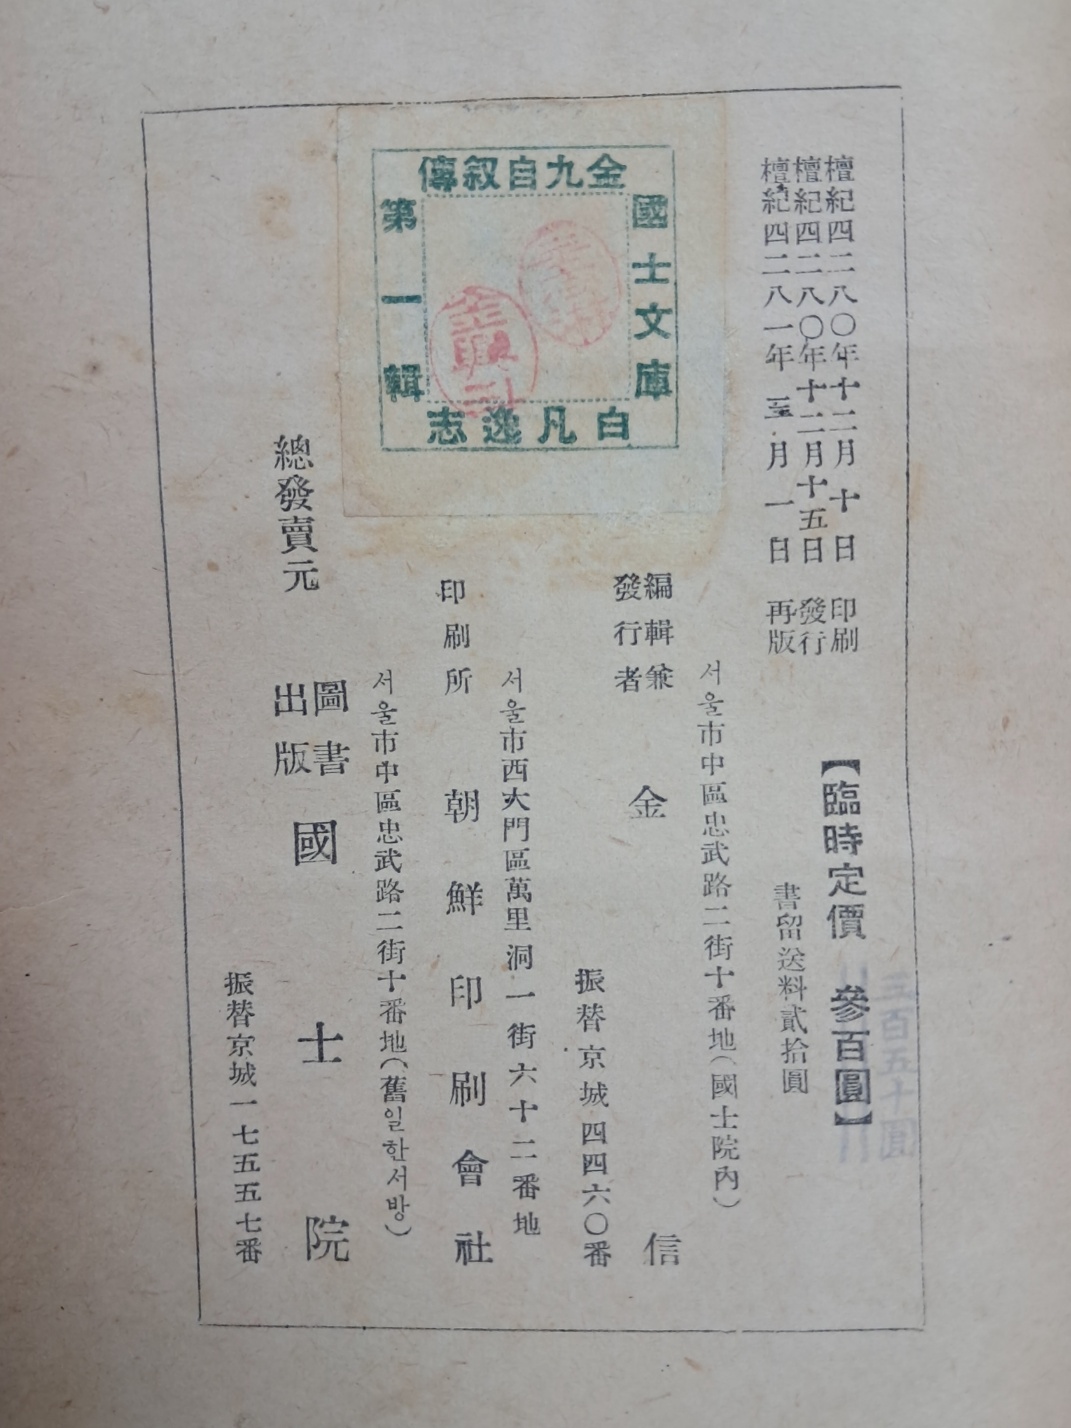 檀紀四二八〇年十二月十日 印刷
檀紀四二八〇年十二月十五日 發行
檀紀四二八一年 月一日 再版
【臨時定價 參百圓】
三百五十圓
書留送料貳拾圓
서울市中區忠武路二街十番地(國士院內)
編輯兼
發行者
金信
振替京城四四六〇番
서울市西大門區萬里洞一街六十二番地
印刷所 朝鮮印刷會社
서울市中區忠武路二街十番地(舊일한서방)
總發賣元
圖書
出版
國士院
振替京城一七五五七番
金九自叙傳
國士文庫
第一輯
白凡逸志